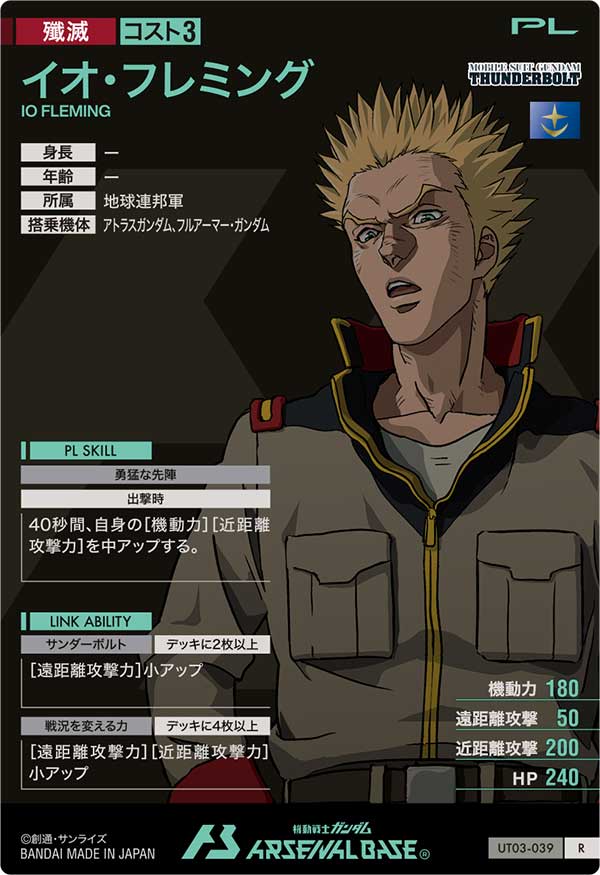 殲滅 コスト3 PL
イオ・フレミング
IO FLEMING
MOBILE SUIT GUNDAM
THUNDERBOLT
身長 ー
年齢 ー
所属 地球連邦軍
搭乗機体 アトラスガンダム、フルアーマー・ガンダム
PL SKILL
勇猛な先陣
出撃時
40秒間、自身の[機動力][近距離
攻撃力]を中アップする。
LINK ABILITY
サンダーボルト デッキに2枚以上
[遠距離攻撃力]小アップ
戦況を変える力 デッキに4枚以上
[遠距離攻撃力][近距離攻撃力]
小アップ
機動力 180
遠距離攻撃 50
近距離攻撃 200
HP 240
©創通・サンライズ
BANDAI MADE IN JAPAN
機動戦士ガンダム
AB ARSENAL BASE®
UT03-039 R